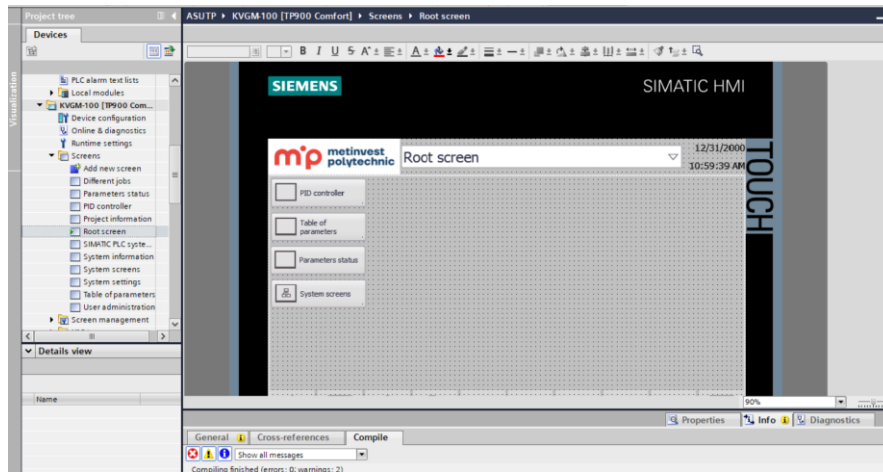 Project tree
ASUTP ▸ KVGM-100 [TP900 Comfort] ▸ Screens ▸ Root screen
Devices
Visualization
PLC alarm text lists
Local modules
KVGM-100 [TP900 Com...
Device configuration
Online & diagnostics
Runtime settings
Screens
Add new screen
Different jobs
Parameters status
PID controller
Project information
Root screen
SIMATIC PLC syste...
System information
System screens
System settings
Table of parameters
User administration
Screen management
Details view
Name
B I U S A
SIEMENS
SIMATIC HMI
TOUCH
mip metinvest
polytechnic
Root screen
12/31/2000
10:59:39 AM
PID controller
Table of
parameters
Parameters status
System screens
90%
Properties
Info
Diagnostics
General
Cross-references
Compile
Show all messages
Compiling finished (errors: 0; warnings: 2)